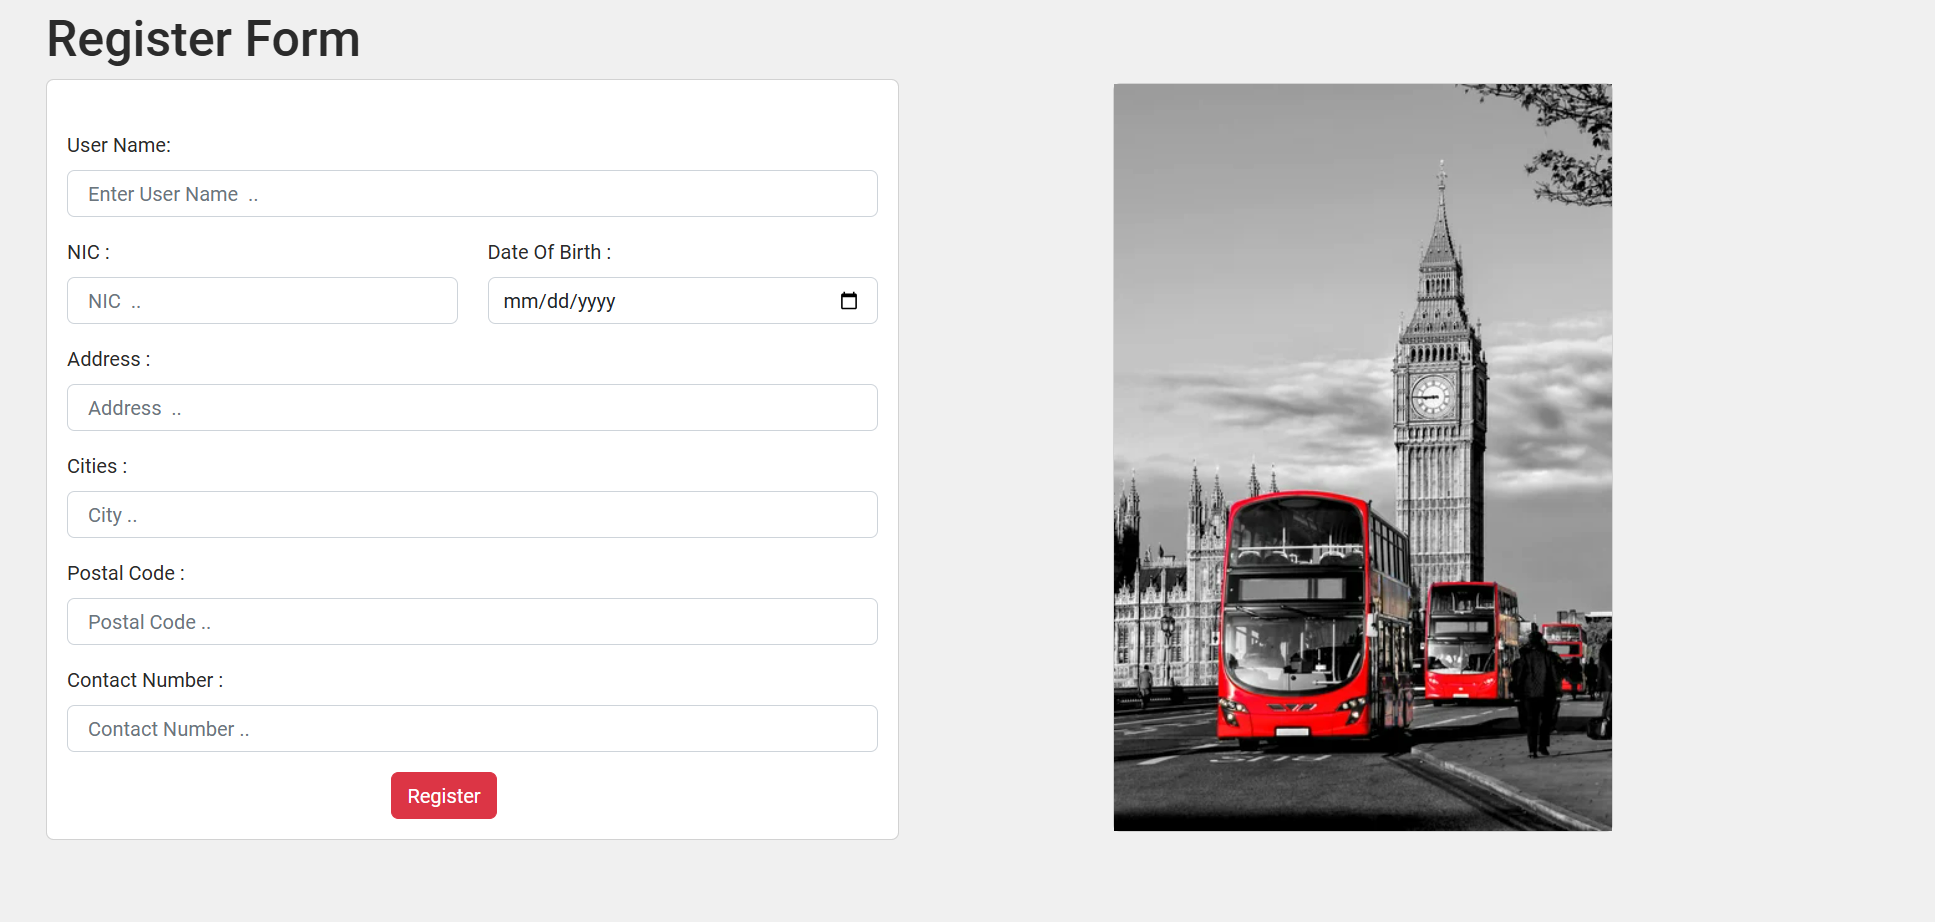 Register Form
User Name:
Enter User Name  ..
NIC :
Date Of Birth :
NIC  ..
mm/dd/yyyy
Address :
Address  ..
Cities :
City ..
Postal Code :
Postal Code ..
Contact Number :
Contact Number ..
Register